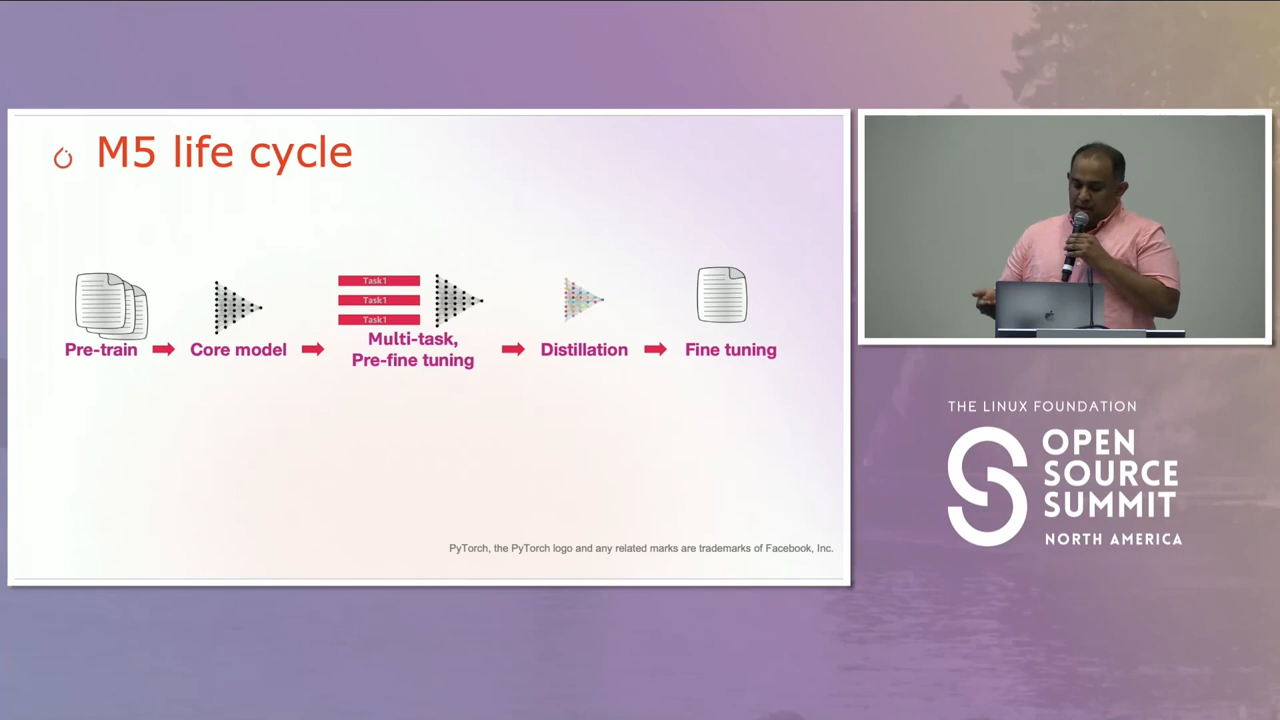 M5 life cycle
Task1
Task1
Task1
Pre-train
Core model
Multi-task,
Pre-fine tuning
Distillation
Fine tuning
PyTorch, the PyTorch logo and any related marks are trademarks of Facebook, Inc.
THE LINUX FOUNDATION
OPEN
SOURCE
SUMMIT
NORTH AMERICA